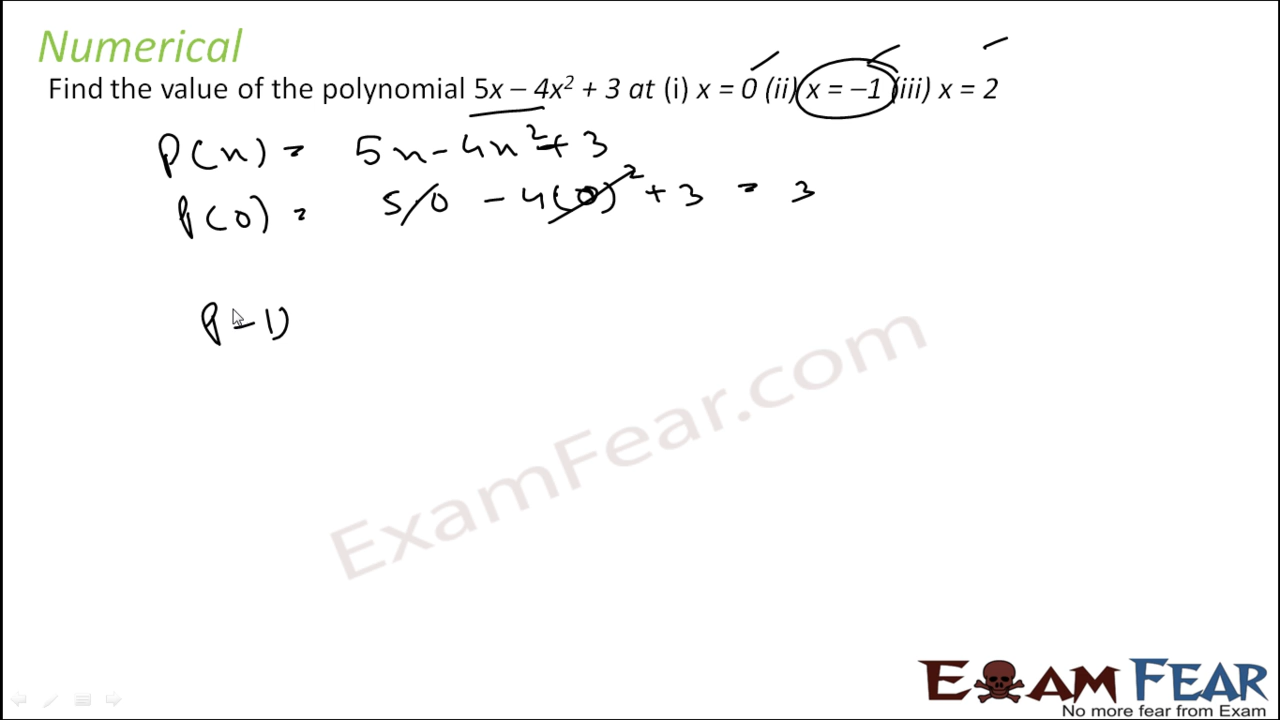 Numerical
Find the value of the polynomial 5x – 4x² + 3 at (i) x = 0 (ii) x = –1 (iii) x = 2
P(x) = 5x - 4x² + 3
P(0) = 5/0 - 4(0)² + 3 = 3
P-1)
ExamFear.com
EXAM FEAR
No more fear from Exam